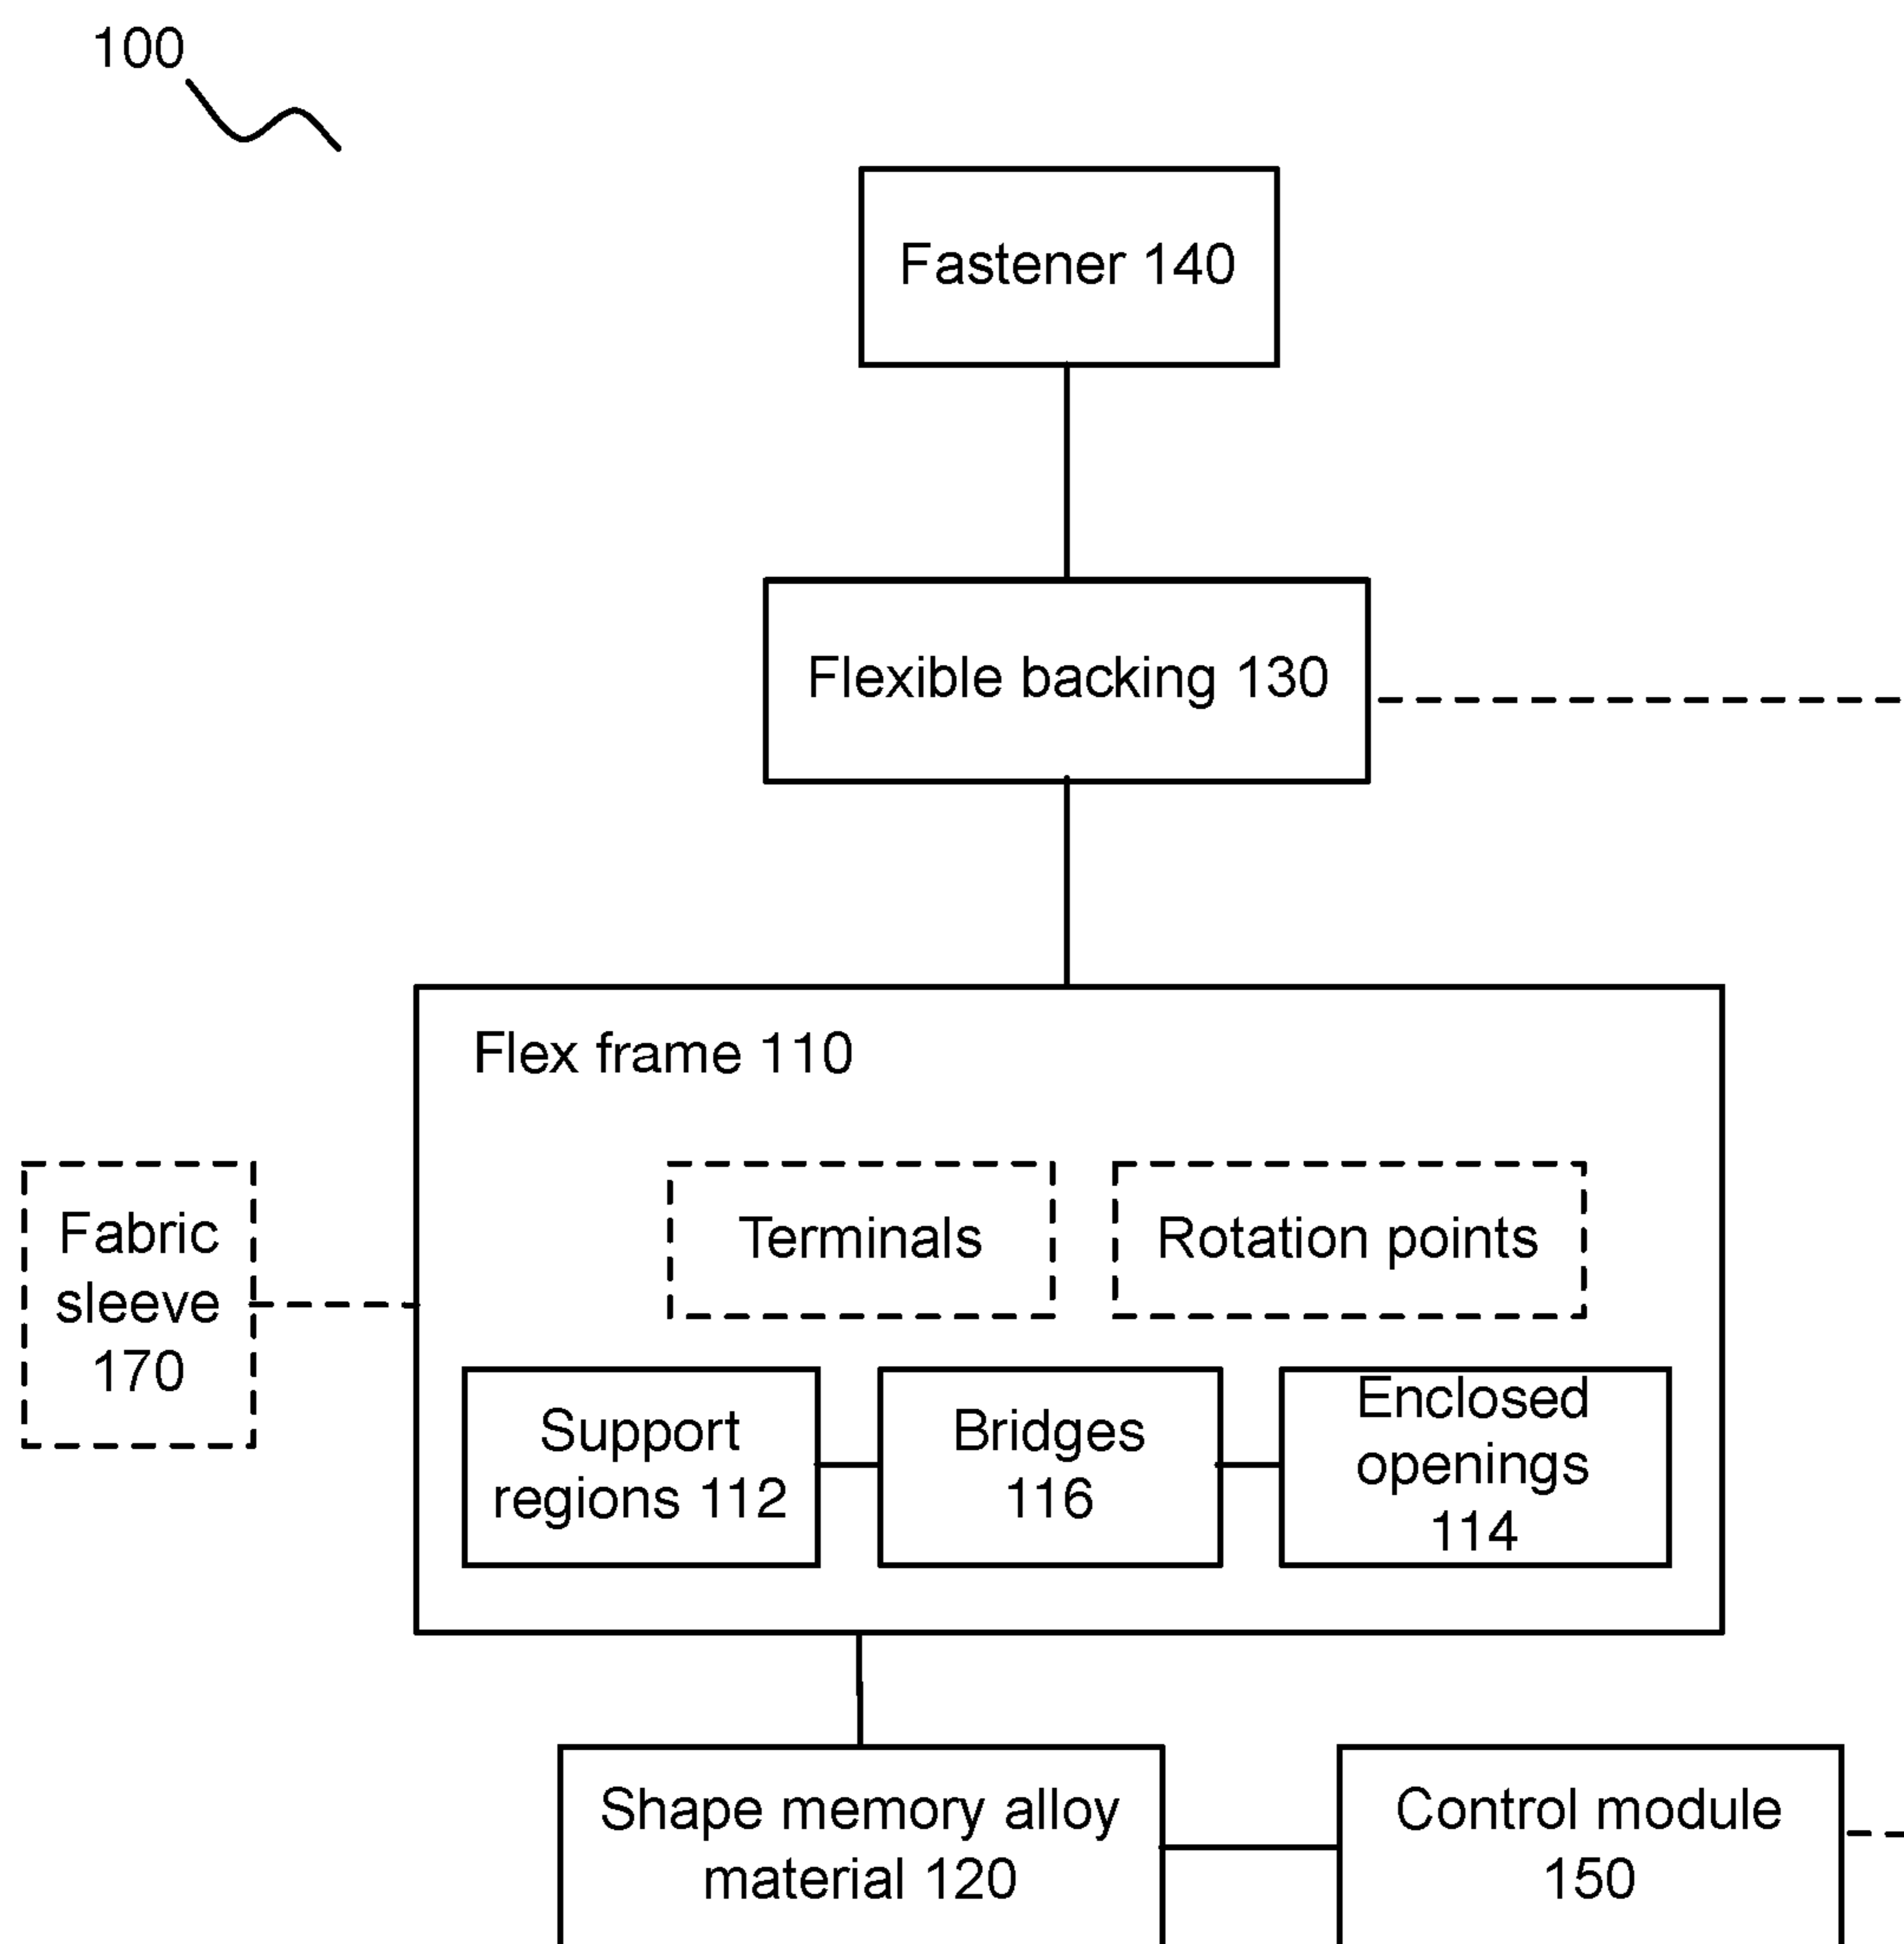 100
Fastener 140
Flexible backing 130
Flex frame 110
Terminals
Rotation points
Fabric
sleeve
170
Support
regions 112
Bridges
116
Enclosed
openings
114
Shape memory alloy
material 120
Control module
150